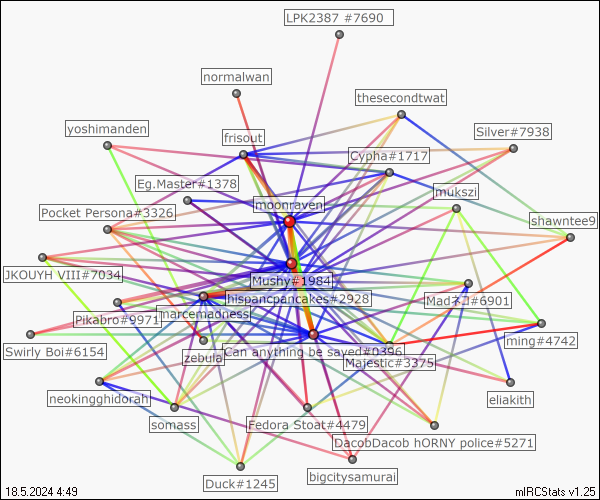 LPK2387 #7690
normalwan
thesecondtwat
yoshimanden
frisout
Silver#7938
Cypha#1717
Eg.Master#1378
mukszi
moonraven
Pocket Persona#3326
shawntee9
JKOUYH VIII#7034
Mushy#1984
hispancpancakes#2928
Madネコ#6901
Pikabro#9971
marcemadness
ming#4742
Swirly Boi#6154
zebula
Can anything be sayed#0396
Majestic#3375
neokingghidorah
eliakith
somass
Fedora Stoat#4479
DacobDacob hORNY police#5271
Duck#1245
bigcitysamurai
18.5.2024 4:49
mIRCStats v1.25